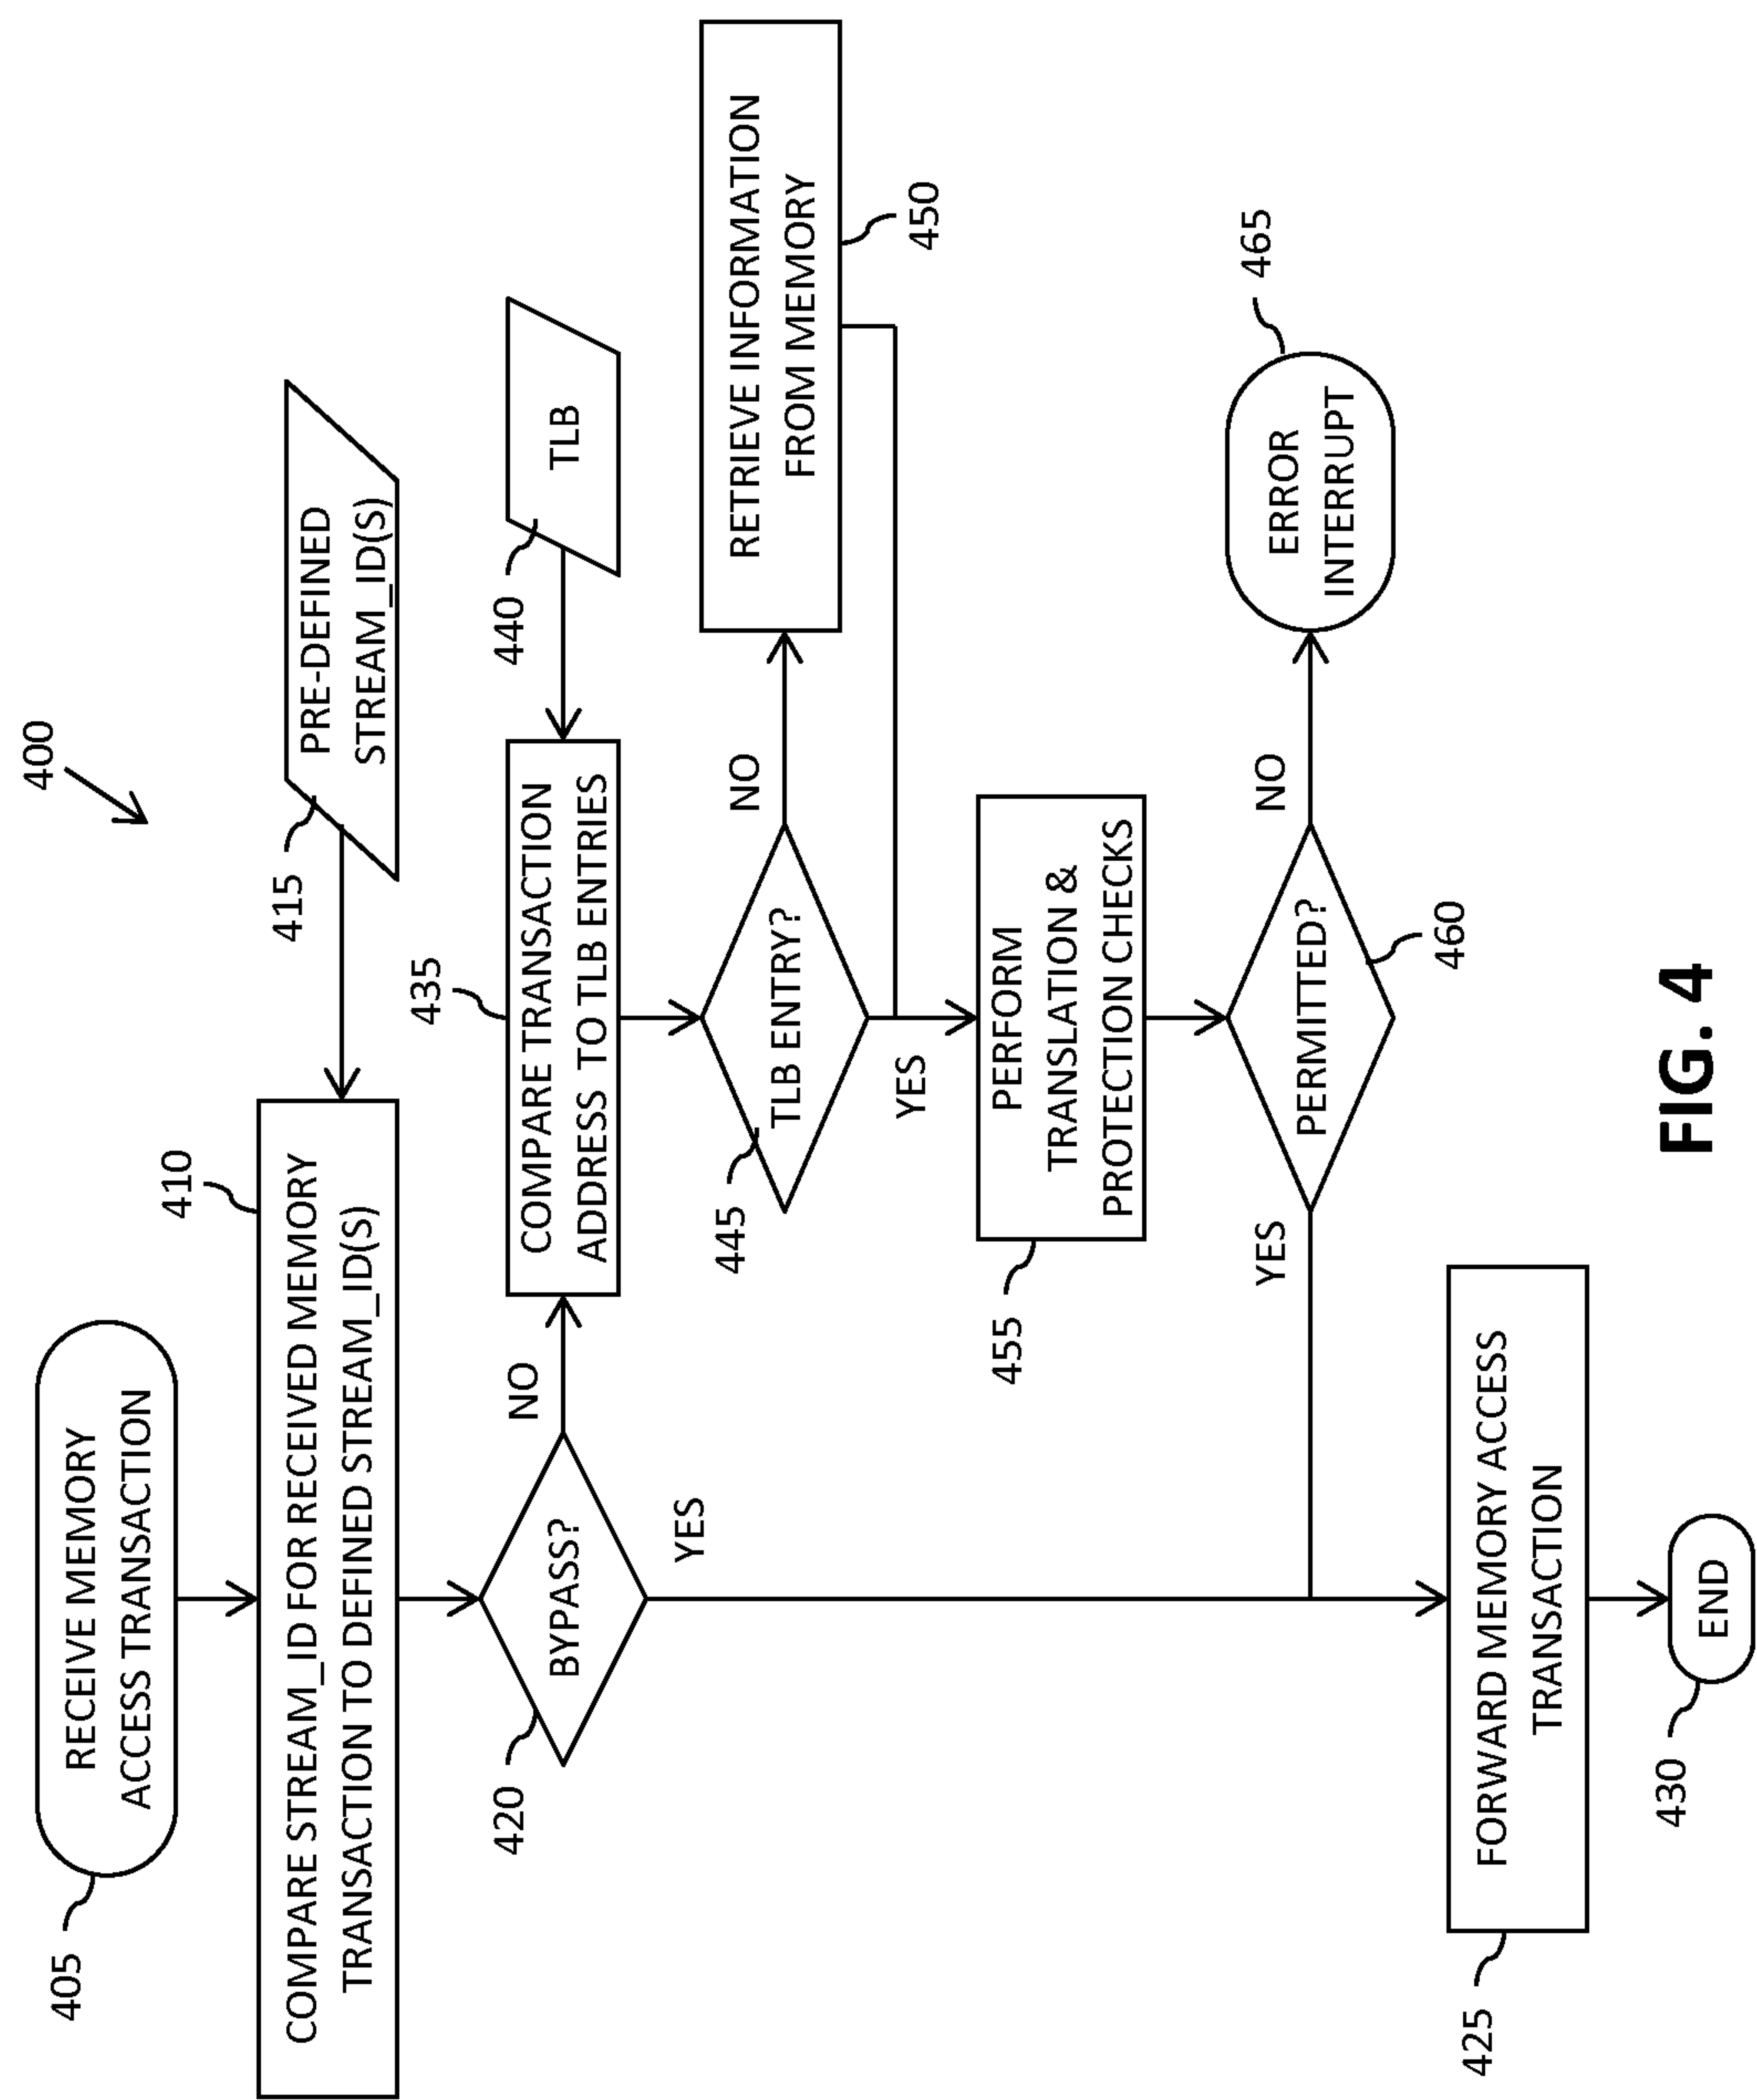 400
405
RECEIVE MEMORY
ACCESS TRANSACTION
410
COMPARE STREAM_ID FOR RECEIVED MEMORY
TRANSACTION TO DEFINED STREAM_ID(S)
415
PRE-DEFINED
STREAM_ID(S)
420
BYPASS?
NO
YES
435
COMPARE TRANSACTION
ADDRESS TO TLB ENTRIES
440
TLB
445
TLB ENTRY?
NO
YES
RETRIEVE INFORMATION
FROM MEMORY
450
455
PERFORM
TRANSLATION &
PROTECTION CHECKS
PERMITTED?
460
NO
YES
ERROR
INTERRUPT
465
425
FORWARD MEMORY ACCESS
TRANSACTION
430
END
FIG. 4